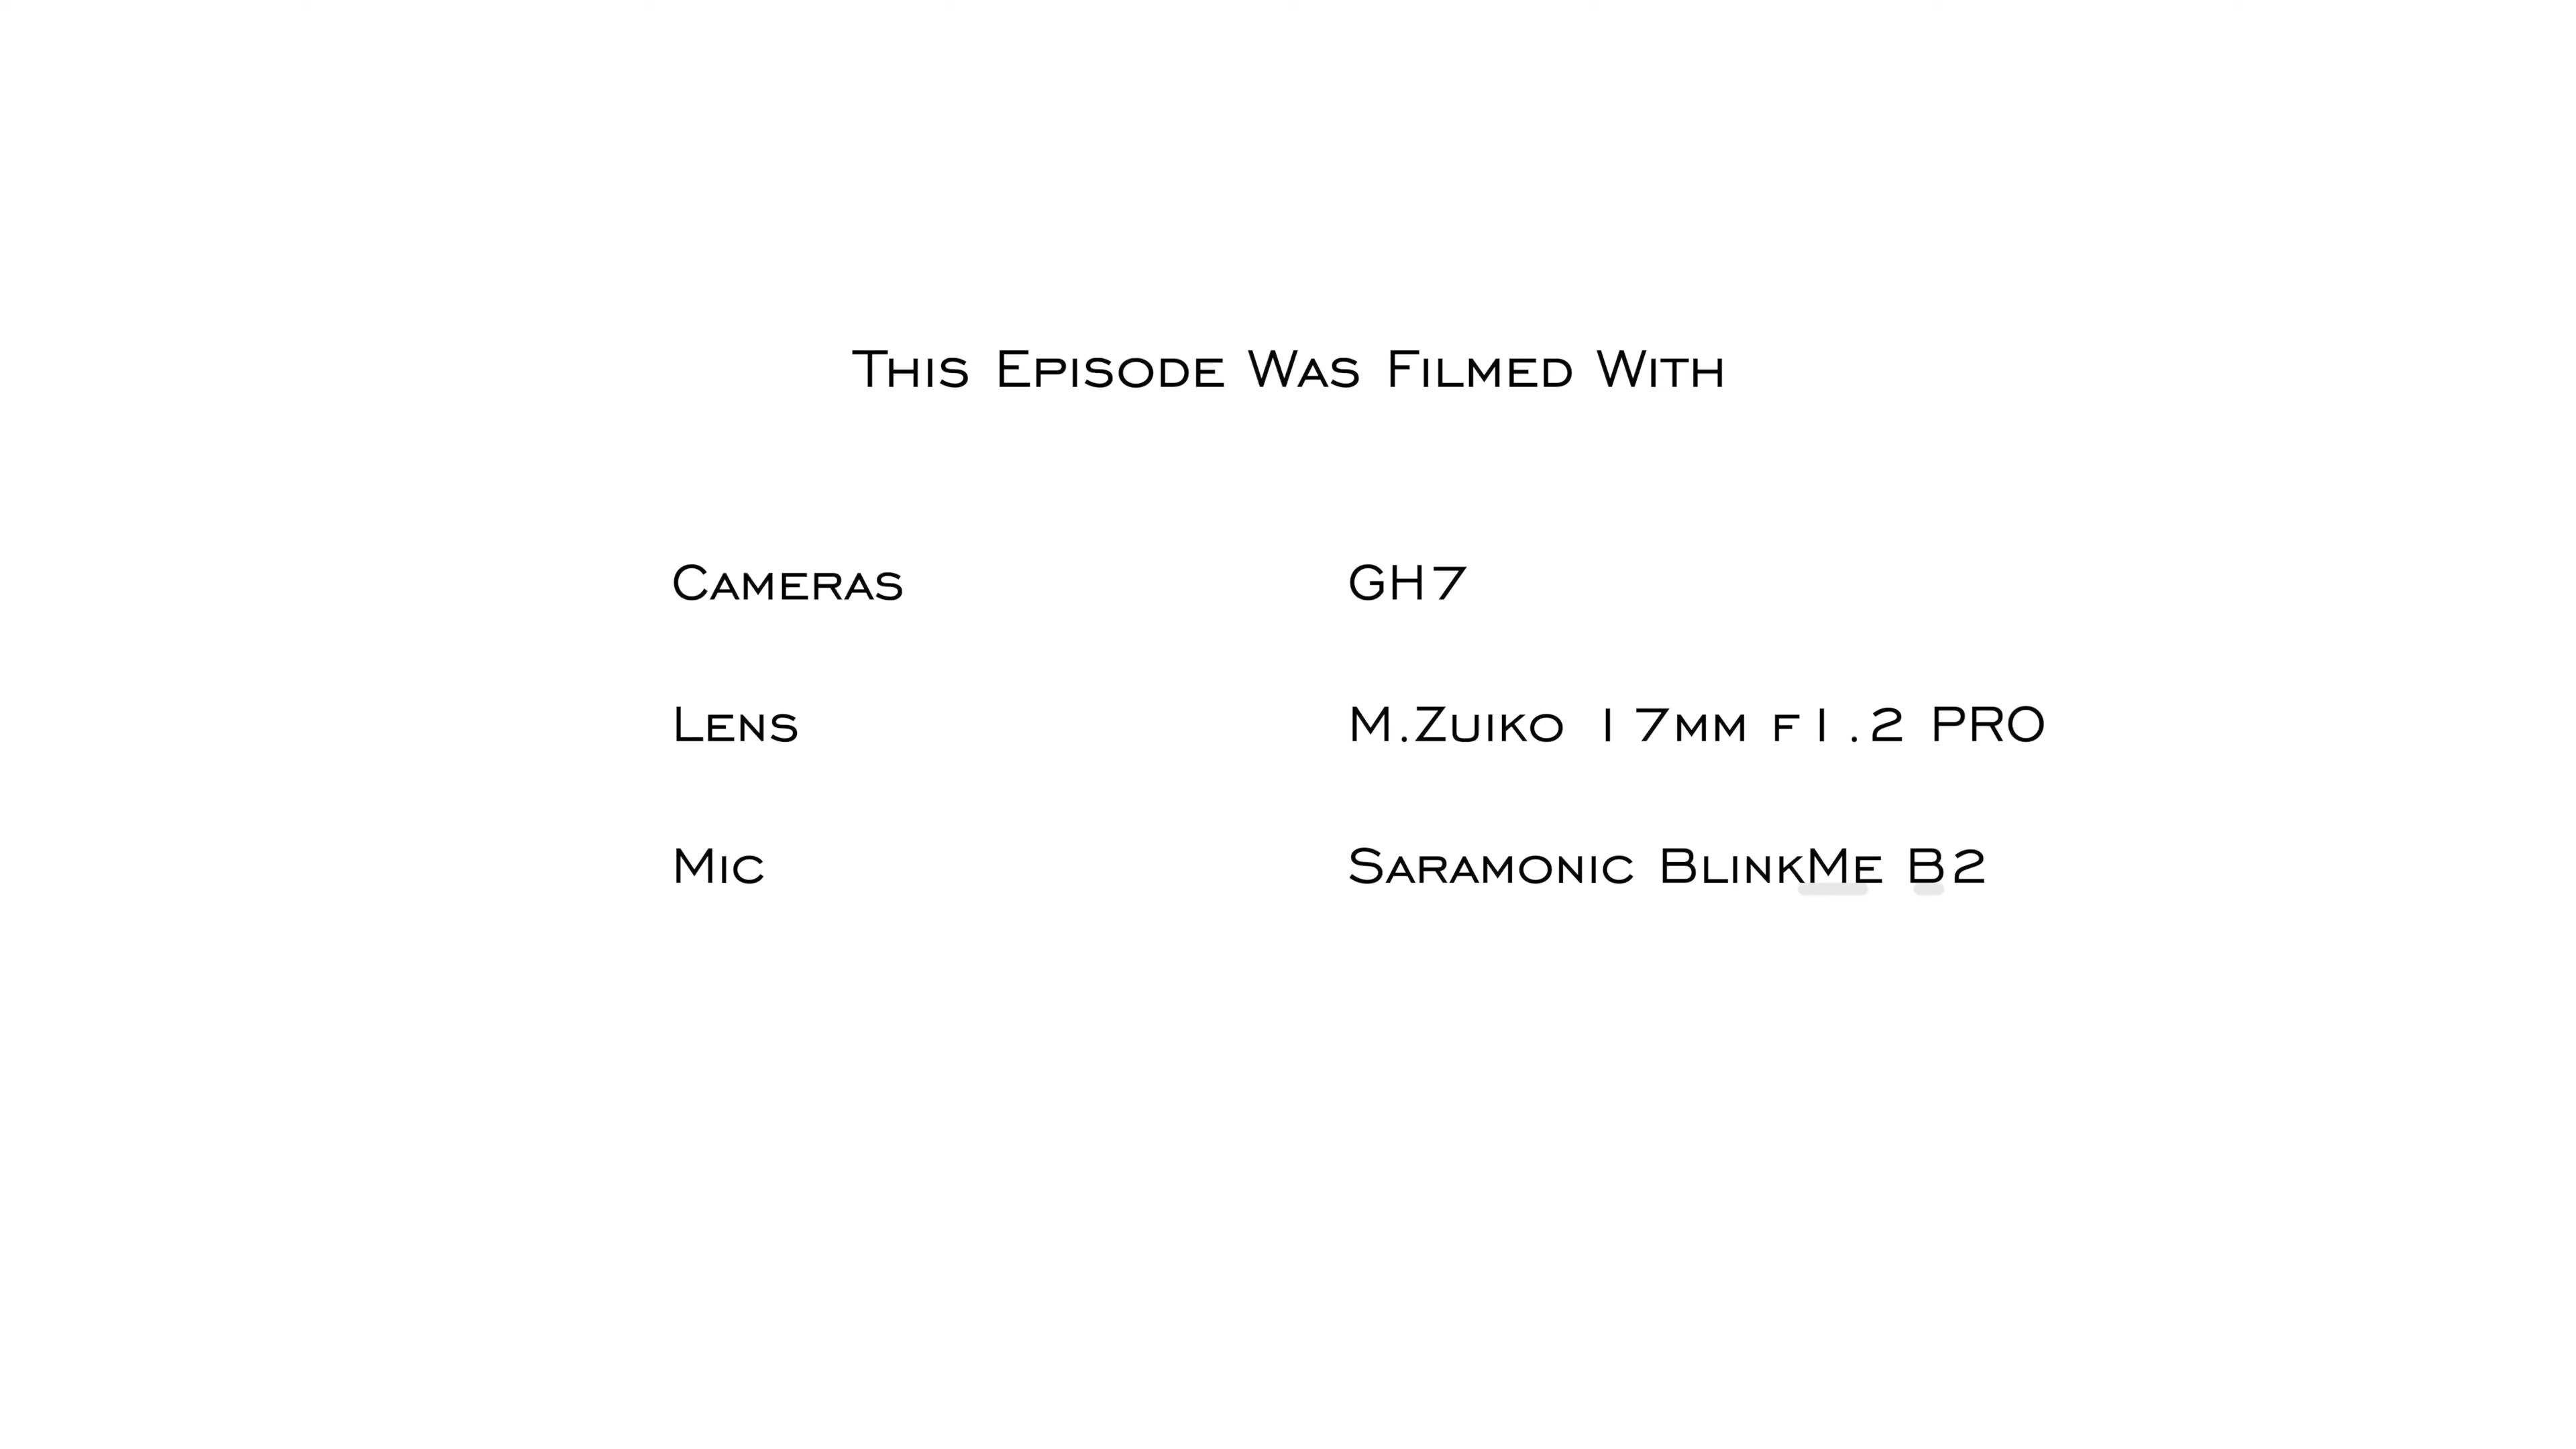 This Episode Was Filmed With
Cameras GH7
Lens M.Zuiko 17mm f1.2 PRO
Mic Saramonic BlinkMe B2